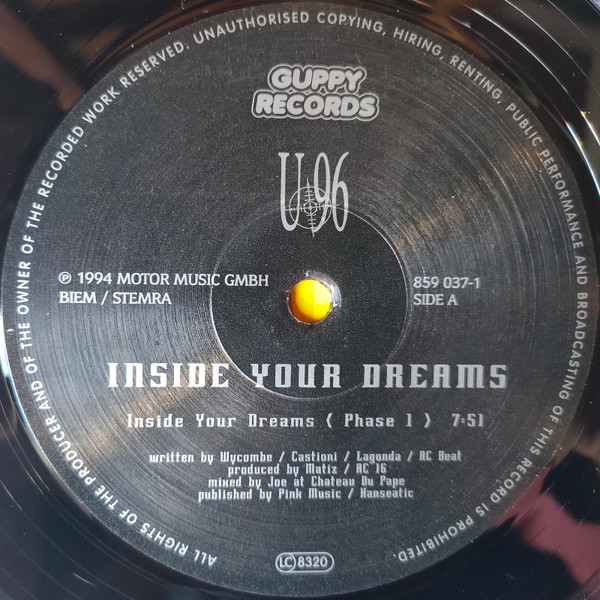 ALL RIGHTS OF THE PRODUCER AND OF THE OWNER OF THE RECORDED WORK RESERVED. UNAUTHORISED COPYING, HIRING, RENTING, PUBLIC PERFORMANCE AND BROADCASTING OF THIS RECORD IS PROHIBITED.
GUPPY
RECORDS
U96
℗ 1994 MOTOR MUSIC GMBH
BIEM / STEMRA
859 037-1
SIDE A
INSIDE YOUR DREAMS
Inside Your Dreams ( Phase 1 ) 7:51
written by Wycombe / Castioni / Lagonda / AC Beat
produced by Matiz / AC 16
mixed by Joe at Chateau Du Pape
published by Pink Music / Hanseatic
LC 8320